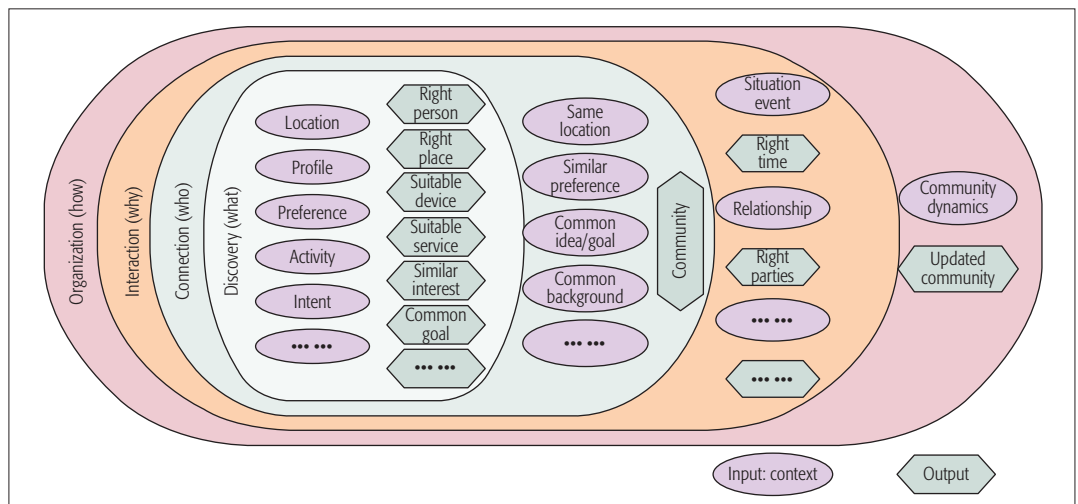 Organization (how)
Interaction (why)
Connection (who)
Discovery (what)
Location
Profile
Preference
Activity
Intent
••• •••
Right
person
Right
place
Suitable
device
Suitable
service
Similar
interest
Common
goal
••• •••
Same
location
Similar
preference
Common
idea/goal
Common
background
••• •••
Community
Situation
event
Right
time
Relationship
Right
parties
••• •••
••• •••
Community
dynamics
Updated
community
Input: context
Output